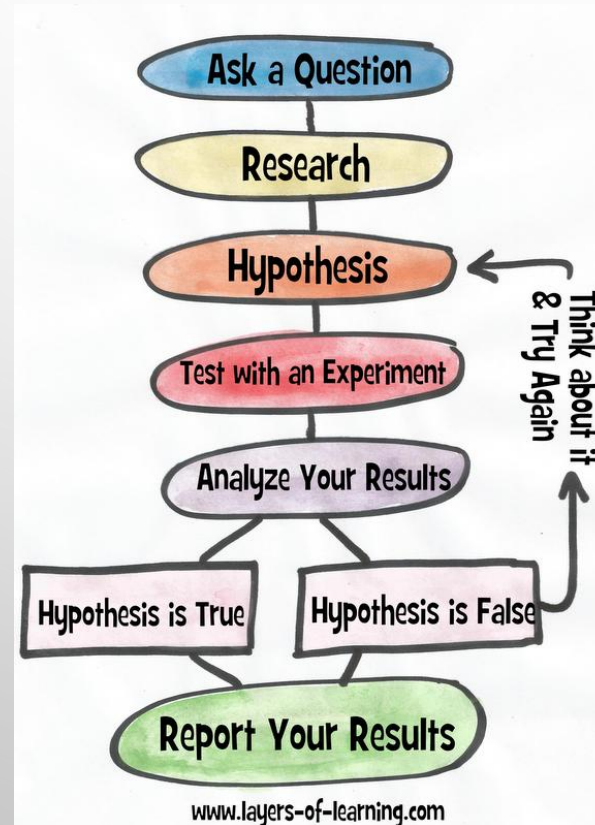 Ask a Question
Research
Hypothesis
Think about it
& Try Again
Test with an Experiment
Analyze Your Results
Hypothesis is True
Hypothesis is False
Report Your Results
www.layers-of-learning.com